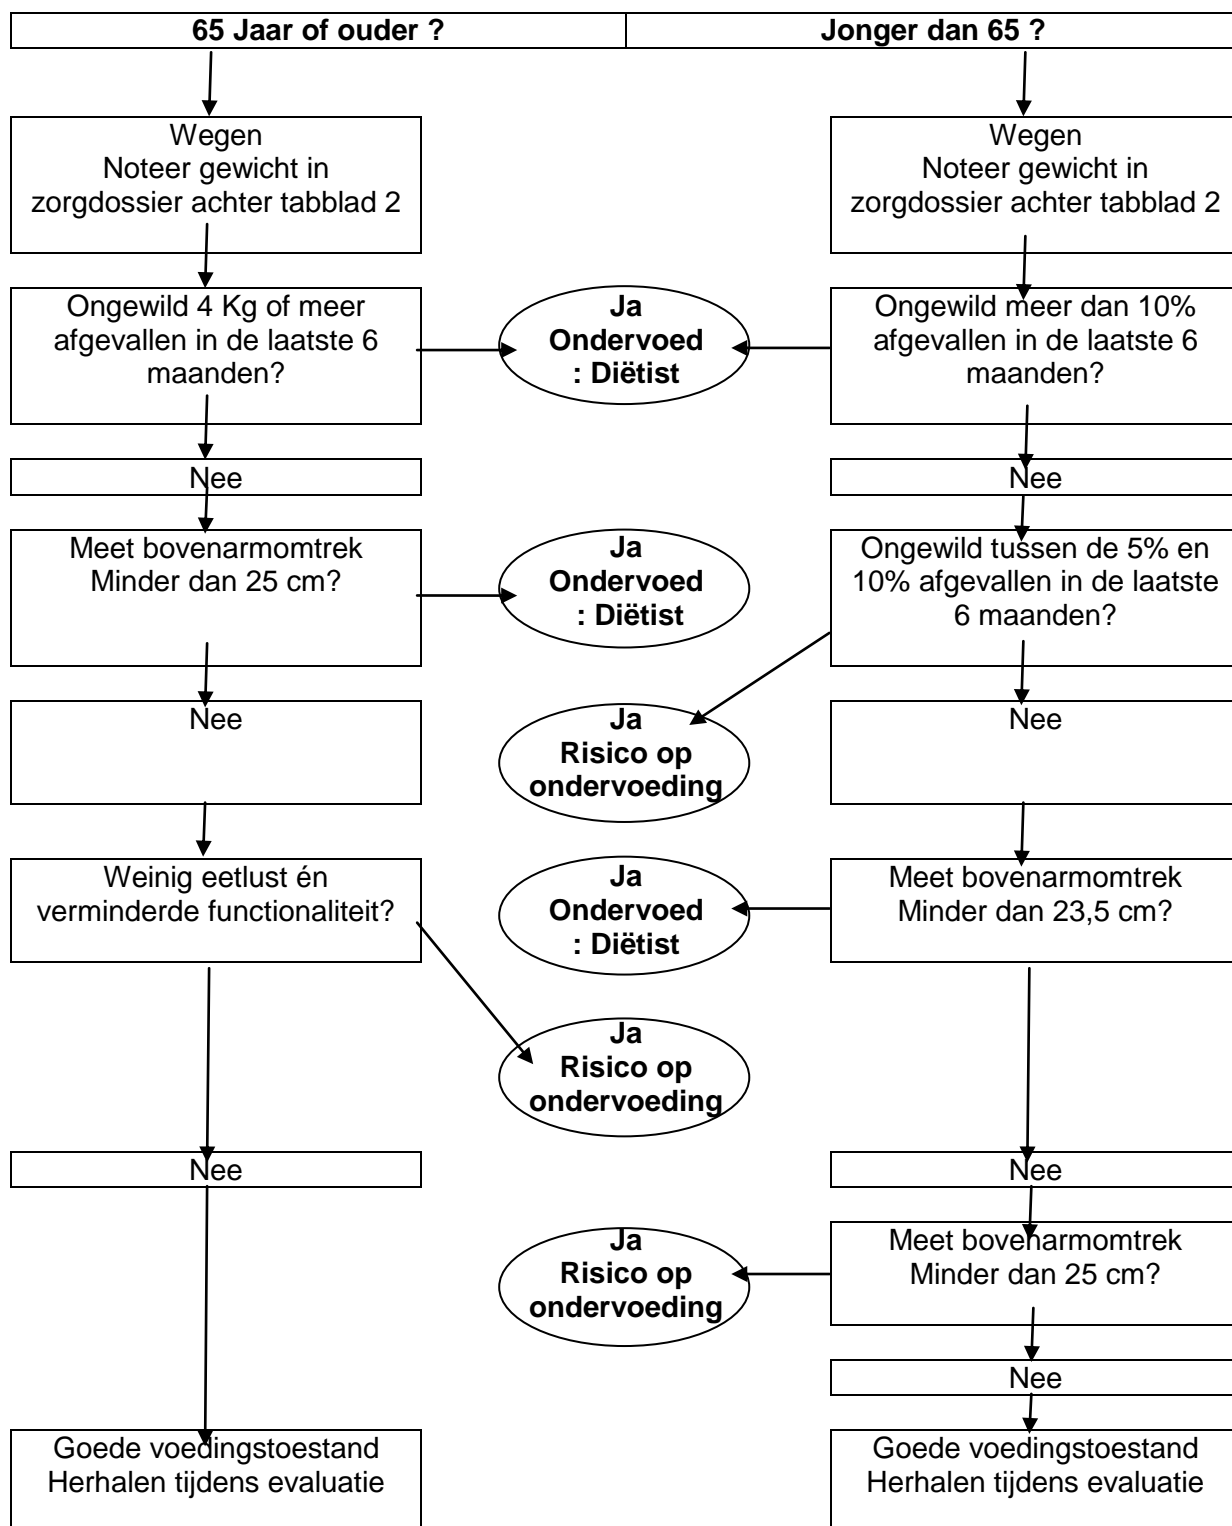 65 Jaar of ouder ?
Jonger dan 65 ?
Wegen
Noteer gewicht in
zorgdossier achter tabblad 2
Wegen
Noteer gewicht in
zorgdossier achter tabblad 2
Ongewild 4 Kg of meer
afgevallen in de laatste 6
maanden?
Ja
Ondervoed
: Diëtist
Ongewild meer dan 10%
afgevallen in de laatste 6
maanden?
Nee
Nee
Meet bovenarmomtrek
Minder dan 25 cm?
Ja
Ondervoed
: Diëtist
Ongewild tussen de 5% en
10% afgevallen in de laatste
6 maanden?
Nee
Ja
Risico op
ondervoeding
Nee
Weinig eetlust én
verminderde functionaliteit?
Ja
Ondervoed
: Diëtist
Meet bovenarmomtrek
Minder dan 23,5 cm?
Ja
Risico op
ondervoeding
Nee
Nee
Ja
Risico op
ondervoeding
Meet bovenarmomtrek
Minder dan 25 cm?
Nee
Goede voedingstoestand
Herhalen tijdens evaluatie
Goede voedingstoestand
Herhalen tijdens evaluatie